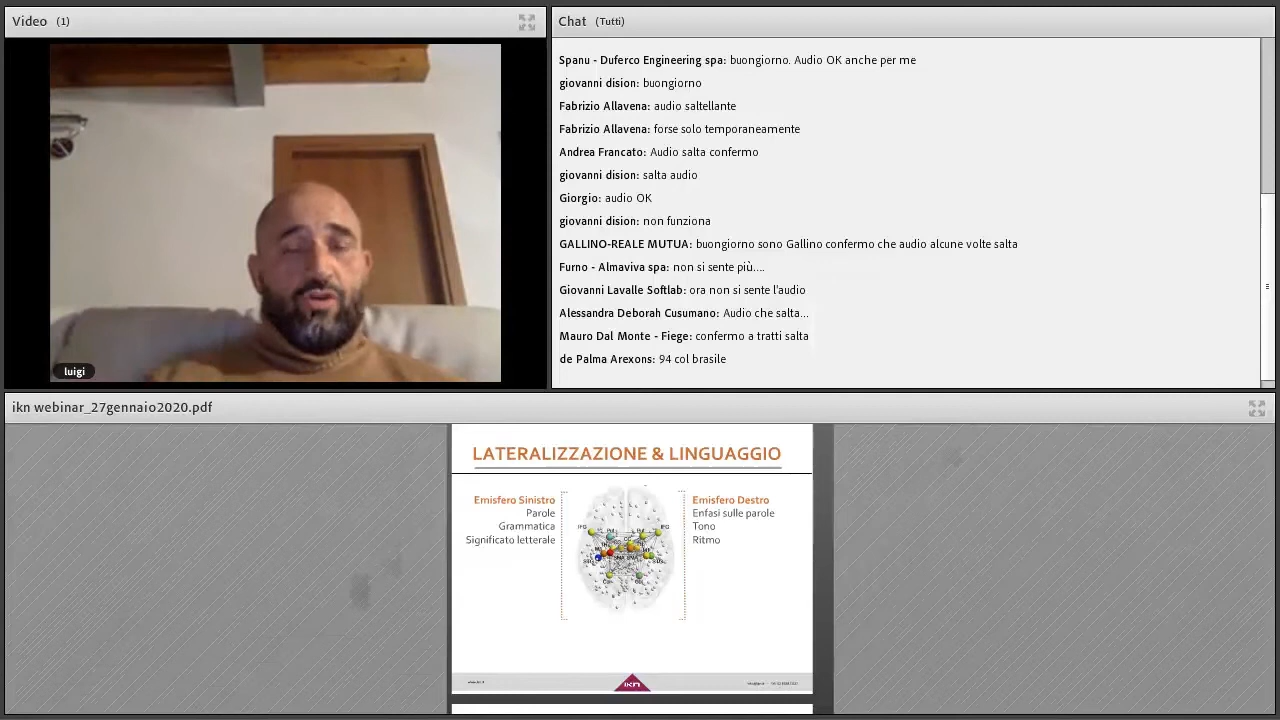 Video (1)
luigi
Chat (Tutti)
Spanu - Duferco Engineering spa: buongiorno. Audio OK anche per me
giovanni dision: buongiorno
Fabrizio Allavena: audio saltellante
Fabrizio Allavena: forse solo temporaneamente
Andrea Francato: Audio salta confermo
giovanni dision: salta audio
Giorgio: audio OK
giovanni dision: non funziona
GALLINO-REALE MUTUA: buongiorno sono Gallino confermo che audio alcune volte salta
Furno - Almaviva spa: non si sente più....
Giovanni Lavalle Softlab: ora non si sente l'audio
Alessandra Deborah Cusumano: Audio che salta...
Mauro Dal Monte - Fiege: confermo a tratti salta
de Palma Arexons: 94 col brasile
ikn webinar_27gennaio2020.pdf
LATERALIZZAZIONE & LINGUAGGIO
Emisfero Sinistro
Parole
Grammatica
Significato letterale
Emisfero Destro
Enfasi sulle parole
Tono
Ritmo
ikn